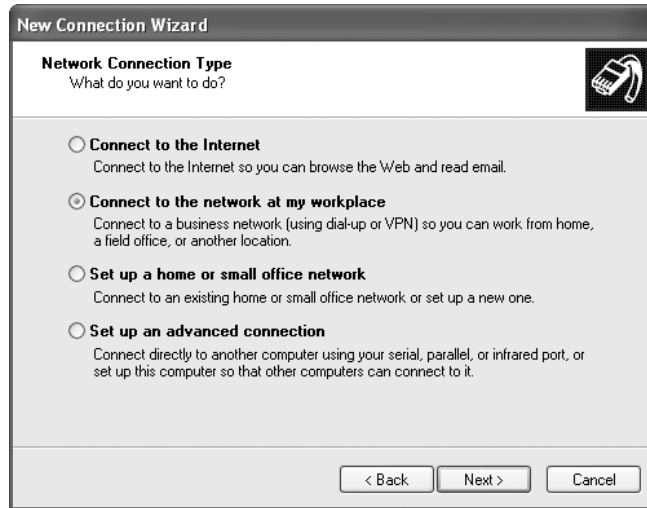 New Connection Wizard
Network Connection Type
What do you want to do?
Connect to the Internet
Connect to the Internet so you can browse the Web and read email.
Connect to the network at my workplace
Connect to a business network (using dial-up or VPN) so you can work from home,
a field office, or another location.
Set up a home or small office network
Connect to an existing home or small office network or set up a new one.
Set up an advanced connection
Connect directly to another computer using your serial, parallel, or infrared port, or
set up this computer so that other computers can connect to it.
< Back Next > Cancel